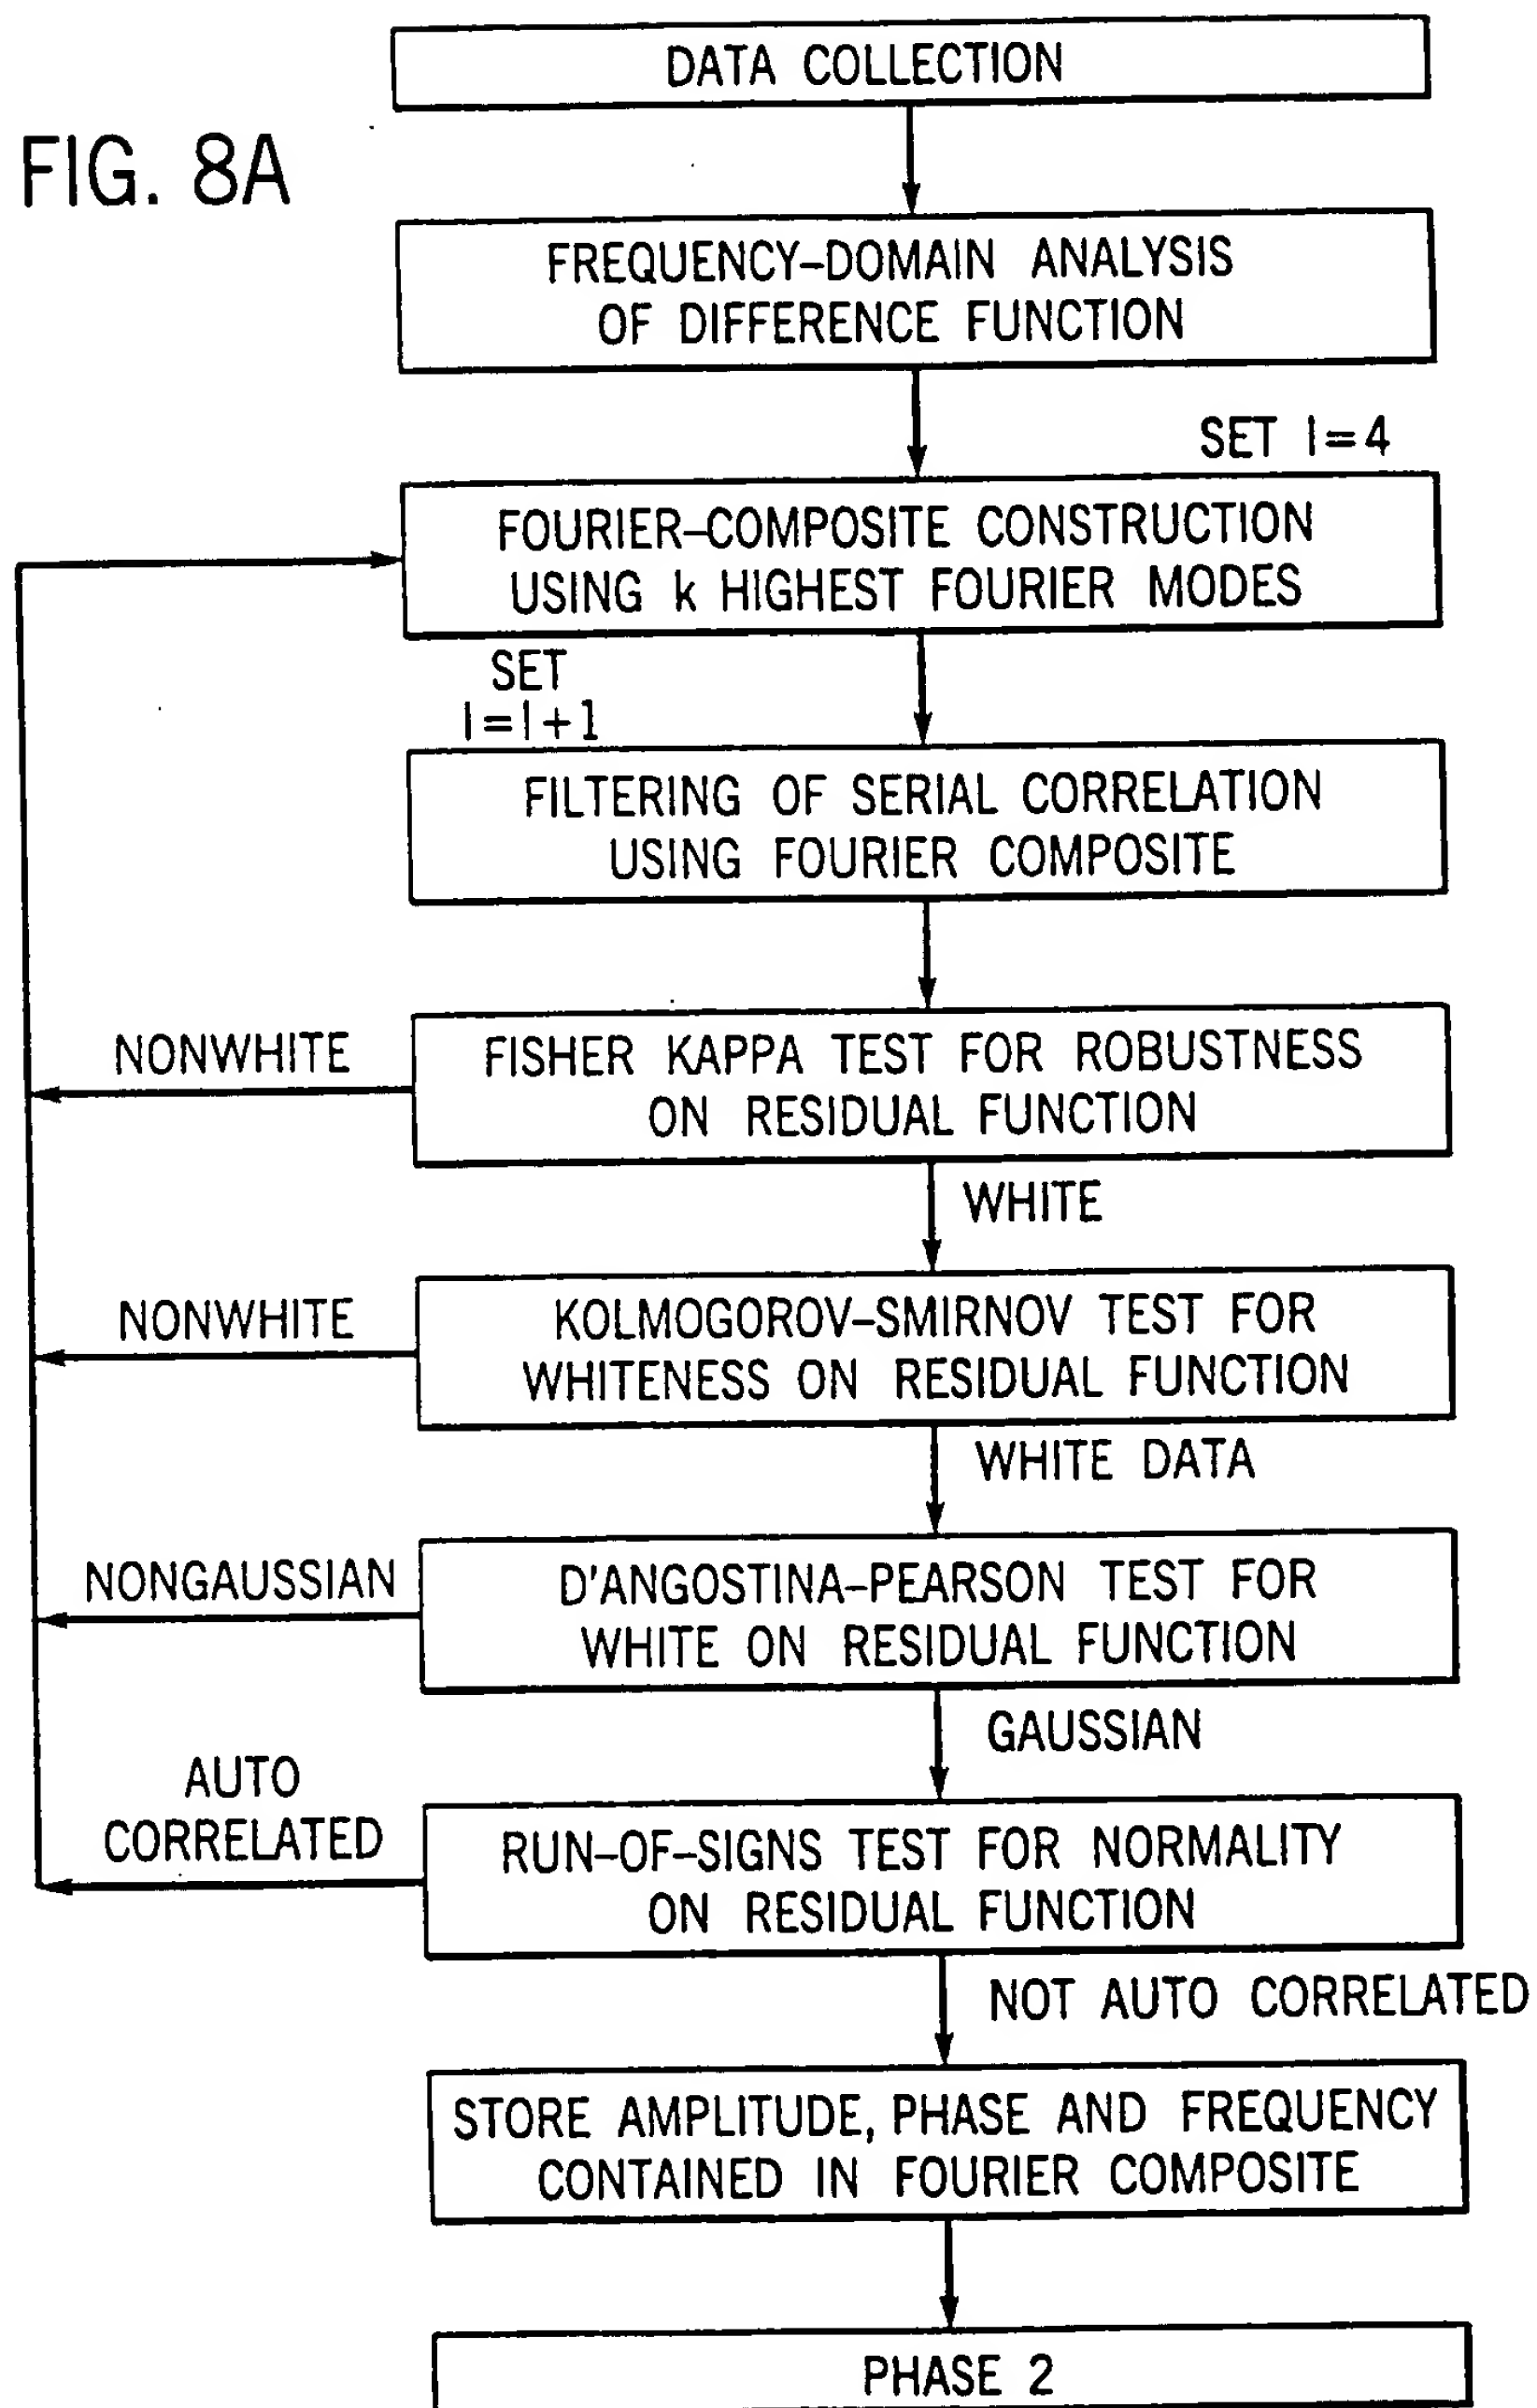 DATA COLLECTION
FIG. 8A
FREQUENCY–DOMAIN ANALYSIS
OF DIFFERENCE FUNCTION
SET I=4
FOURIER–COMPOSITE CONSTRUCTION
USING k HIGHEST FOURIER MODES
SET
I=I+1
FILTERING OF SERIAL CORRELATION
USING FOURIER COMPOSITE
NONWHITE
FISHER KAPPA TEST FOR ROBUSTNESS
ON RESIDUAL FUNCTION
WHITE
NONWHITE
KOLMOGOROV–SMIRNOV TEST FOR
WHITENESS ON RESIDUAL FUNCTION
WHITE DATA
NONGAUSSIAN
D'ANGOSTINA–PEARSON TEST FOR
WHITE ON RESIDUAL FUNCTION
GAUSSIAN
AUTO
CORRELATED
RUN–OF–SIGNS TEST FOR NORMALITY
ON RESIDUAL FUNCTION
NOT AUTO CORRELATED
STORE AMPLITUDE, PHASE AND FREQUENCY
CONTAINED IN FOURIER COMPOSITE
PHASE 2